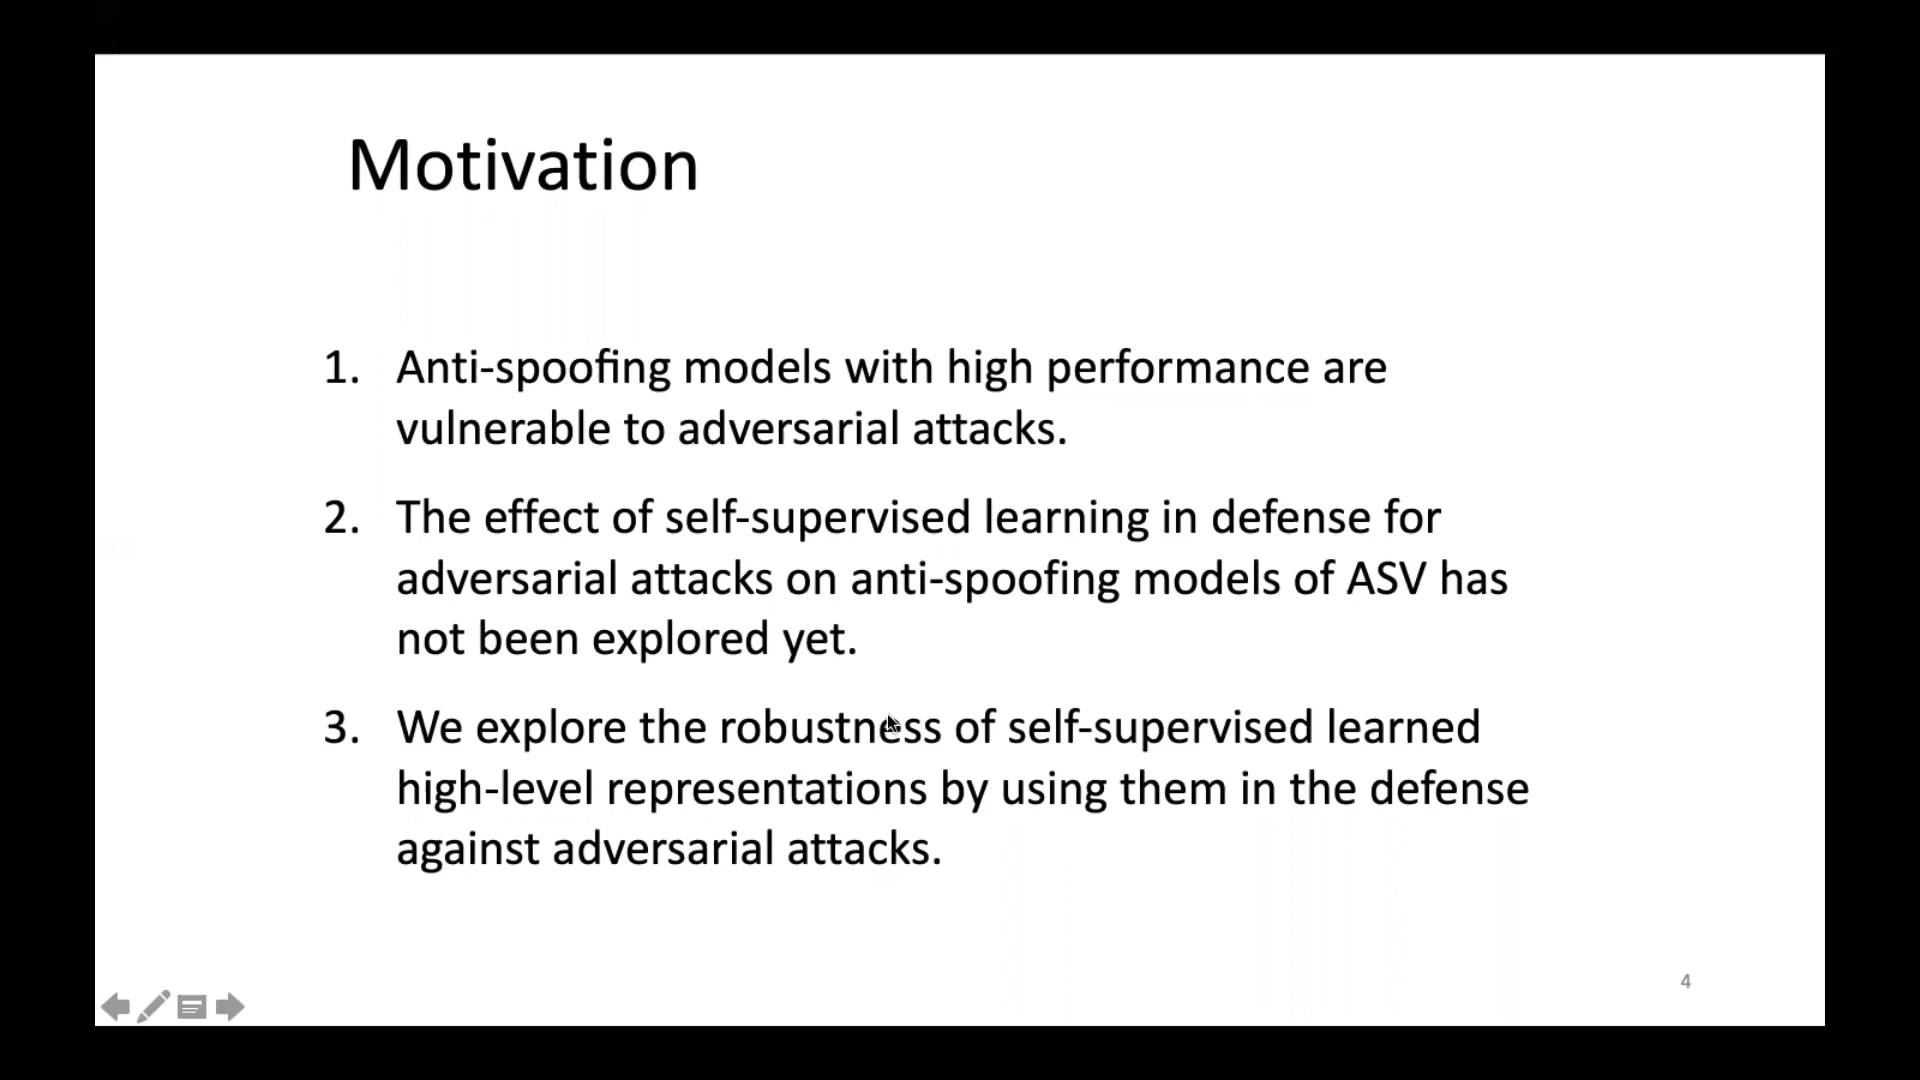 Motivation
1. Anti-spoofing models with high performance are
vulnerable to adversarial attacks.
2. The effect of self-supervised learning in defense for
adversarial attacks on anti-spoofing models of ASV has
not been explored yet.
3. We explore the robustness of self-supervised learned
high-level representations by using them in the defense
against adversarial attacks.
4